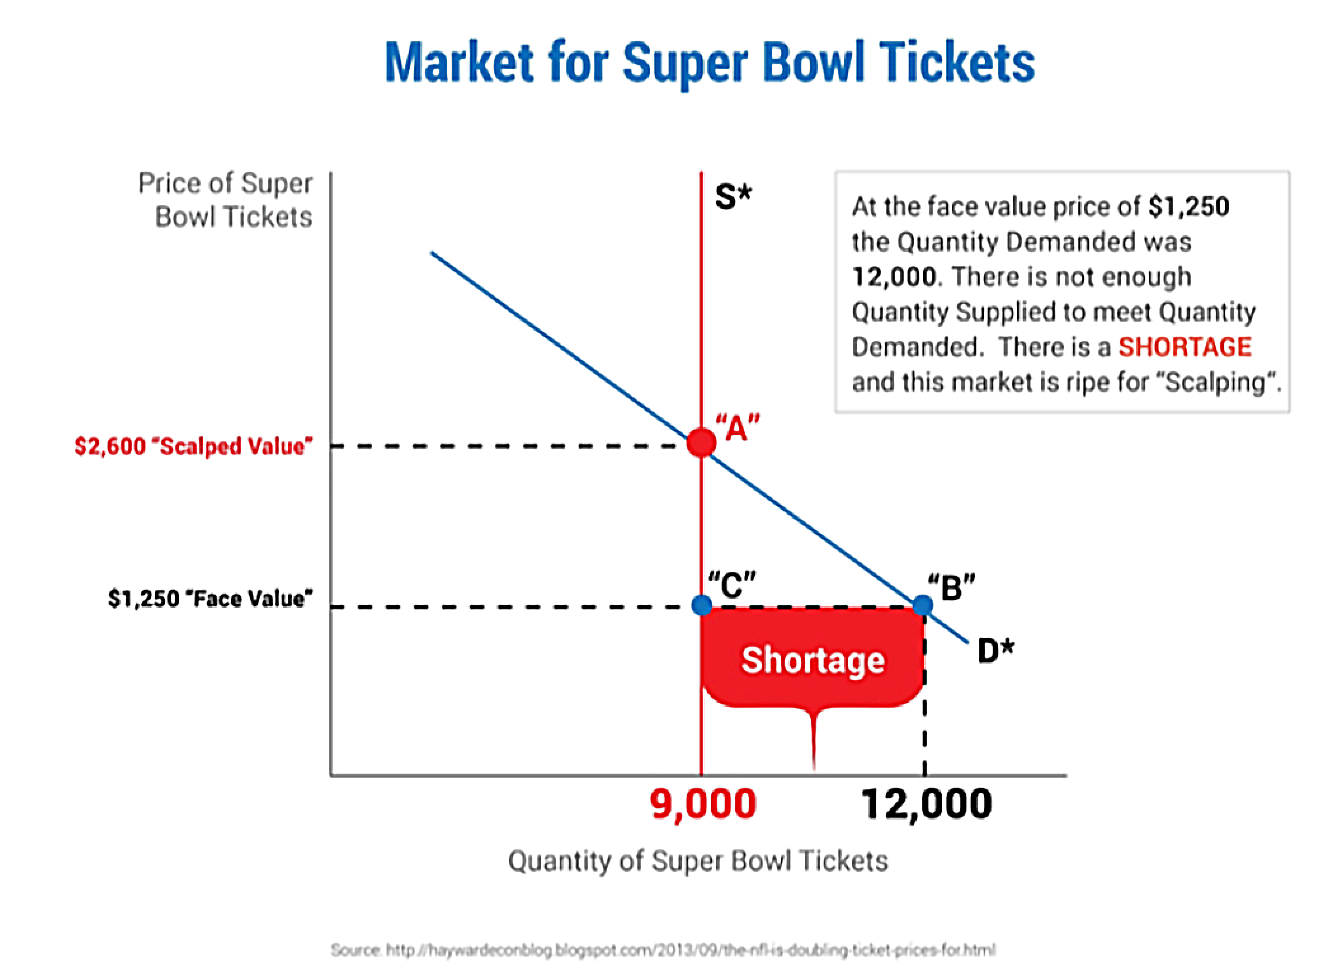 Market for Super Bowl Tickets
Price of Super
Bowl Tickets
S*
At the face value price of $1,250
the Quantity Demanded was
12,000. There is not enough
Quantity Supplied to meet Quantity
Demanded. There is a SHORTAGE
and this market is ripe for “Scalping“.
“A”
$2,600 “Scalped Value”
“C”
“B”
$1,250 “Face Value”
D*
Shortage
9,000
12,000
Quantity of Super Bowl Tickets
Source: http://haywardeconblog.blogspot.com/2013/09/the-nfl-is-doubling-ticket-prices-for.html